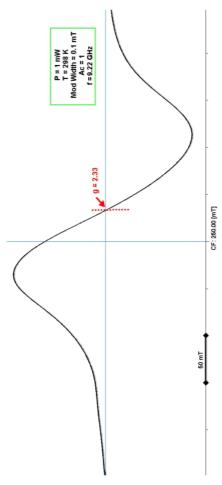 P = 1 mW
T = 298 K
Mod Width = 0.1 mT
Ac = 1
f =9.22 GHz
g = 2.33
CF: 260.00 [mT]
50 mT